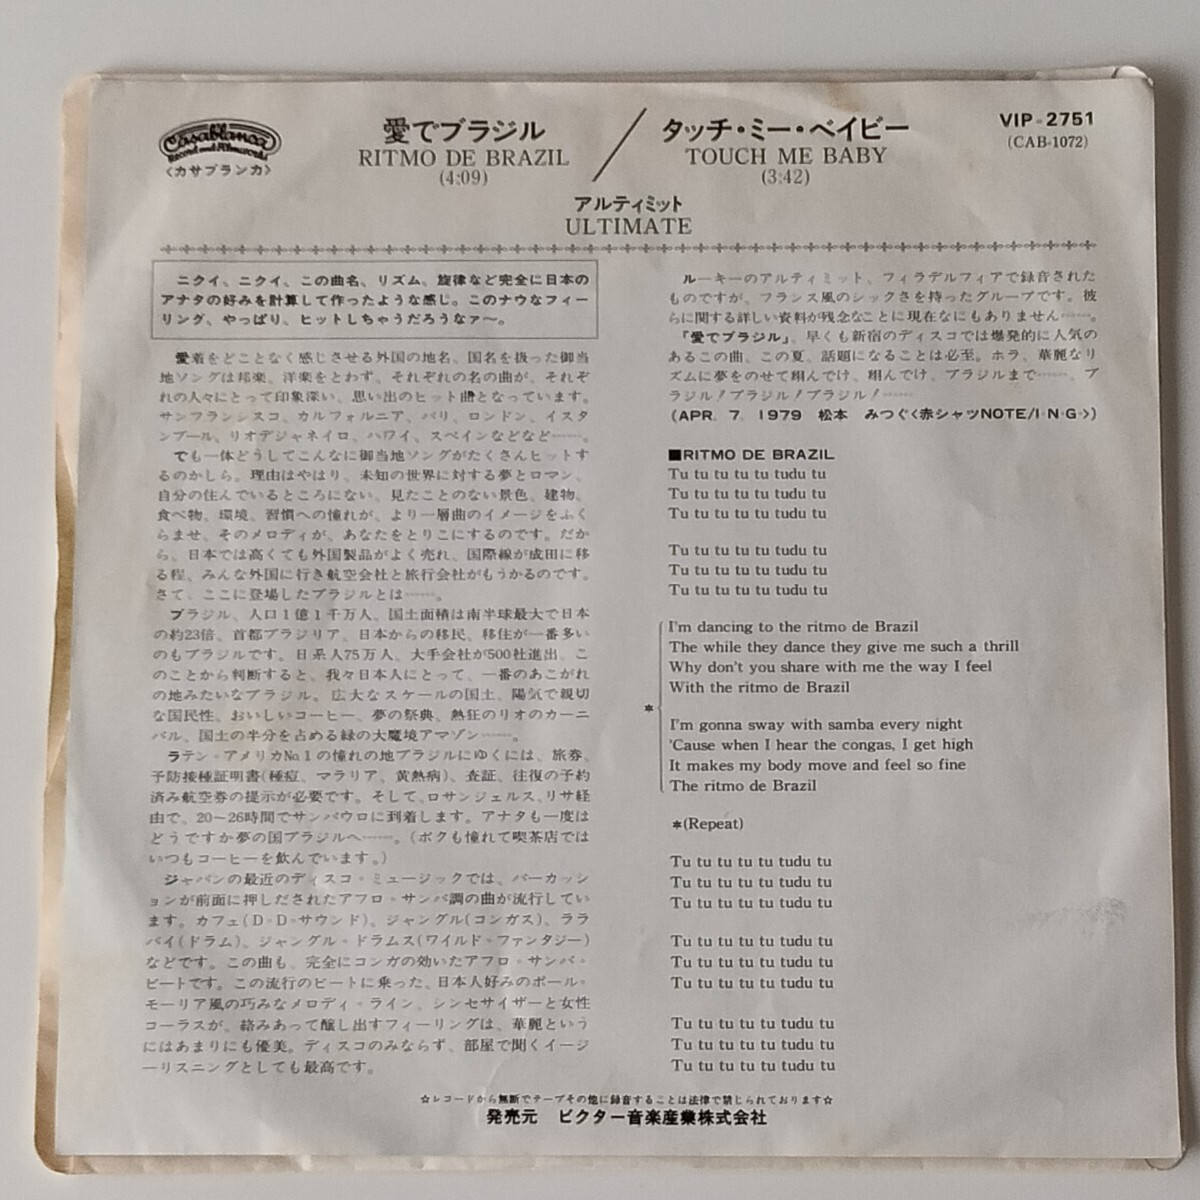 Casablanca
Record and Filmworks
〈カサブランカ〉
愛でブラジル
RITMO DE BRAZIL
(4:09)
タッチ・ミー・ベイビー
TOUCH ME BABY
(3:42)
VIP-2751
(CAB-1072)
アルティミット
ULTIMATE
ニクイ、ニクイ、この曲名、リズム、旋律など完全に日本の
アナタの好みを計算して作ったような感じ。このナウなフィー
リング、やっぱり、ヒットしちゃうだろうなァ〜。
愛着をどことなく感じさせる外国の地名、国名を扱った御当
地ソングは邦楽、洋楽をとわず、それぞれの名の曲が、それぞ
れの人々にとって印象深い、思い出のヒット曲となっています。
サンフランシスコ、カルフォルニア、パリ、ロンドン、イスタ
ンブール、リオデジャネイロ、ハワイ、スペインなどなど……。
でも一体どうしてこんなに御当地ソングがたくさんヒットす
るのかしら。理由はやはり、未知の世界に対する夢とロマン、
自分の住んでいるところにない、見たことのない景色、建物、
食べ物、環境、習慣への憧れが、より一層曲のイメージをふく
らませ、そのメロディが、あなたをとりこにするのです。だか
ら、日本では高くても外国製品がよく売れ、国際線が成田に移
る程、みんな外国に行き航空会社と旅行会社がもうかるのです。
さて、ここに登場したブラジルとは……。
ブラジル、人口1億1千万人、国土面積は南半球最大で日本
の約23倍、首都ブラジリア、日本からの移民、移住が一番多い
のもブラジルです。日系人75万人、大手会社が500社進出、こ
のことから判断すると、我々日本人にとって、一番のあこがれ
の地みたいなブラジル。広大なスケールの国土、陽気で親切
な国民性、おいしいコーヒー、夢の祭典、熱狂のリオのカーニ
バル、国土の半分を占める緑の大魔境アマゾン……。
ラテン・アメリカNo.1の憧れの地ブラジルにゆくには、旅券、
予防接種証明書(種痘、マラリア、黄熱病)、査証、往復の予約
済み航空券の提示が必要です。そして、ロサンジェルス、リサ経
由で、20〜26時間でサンパウロに到着します。アナタも一度は
どうですか夢の国ブラジルへ……。(ボクも憧れて喫茶店では
いつもコーヒーを飲んでいます。)
ジャパンの最近のディスコ・ミュージックでは、パーカッシ
ョンが前面に押しだされたアフロ・サンバ調の曲が流行してい
ます。カフェ(D・D・サウンド)、ジャングル(コンガス)、ララ
バイ(ドラム)、ジャングル・ドラムス(ワイルド・ファンタジー)
などです。この曲も、完全にコンガの効いたアフロ・サンバ・
ビートです。この流行のビートに乗った、日本人好みのポール・
モーリア風の巧みなメロディ・ライン、シンセサイザーと女性
コーラスが、絡みあって醸し出すフィーリングは、華麗という
にはあまりにも優美。ディスコのみならず、部屋で聞くイージ
ーリスニングとしても最高です。
ルーキーのアルティミット、フィラデルフィアで録音された
ものですが、フランス風のシックさを持ったグループです。彼
らに関する詳しい資料が残念なことに現在なにもありません……。
「愛でブラジル」、早くも新宿のディスコでは爆発的に人気の
あるこの曲、この夏、話題になることは必至。ホラ、華麗なリ
ズムに夢をのせて翔んでけ、翔んでけ、ブラジルまで……、ブ
ラジル!ブラジル!ブラジル!……
(APR. 7. 1979 松本 みつぐ〈赤シャツNOTE/I・N・G〉)
■RITMO DE BRAZIL
Tu tu tu tu tu tudu tu
Tu tu tu tu tu tudu tu
Tu tu tu tu tu tudu tu
Tu tu tu tu tu tudu tu
Tu tu tu tu tu tudu tu
Tu tu tu tu tu tudu tu
I'm dancing to the ritmo de Brazil
The while they dance they give me such a thrill
Why don't you share with me the way I feel
With the ritmo de Brazil
*
I'm gonna sway with samba every night
'Cause when I hear the congas, I get high
It makes my body move and feel so fine
The ritmo de Brazil
*(Repeat)
Tu tu tu tu tu tudu tu
Tu tu tu tu tu tudu tu
Tu tu tu tu tu tudu tu
Tu tu tu tu tu tudu tu
Tu tu tu tu tu tudu tu
Tu tu tu tu tu tudu tu
Tu tu tu tu tu tudu tu
Tu tu tu tu tu tudu tu
Tu tu tu tu tu tudu tu
☆レコードから無断でテープその他に録音することは法律で禁じられております☆
発売元 ビクター音楽産業株式会社